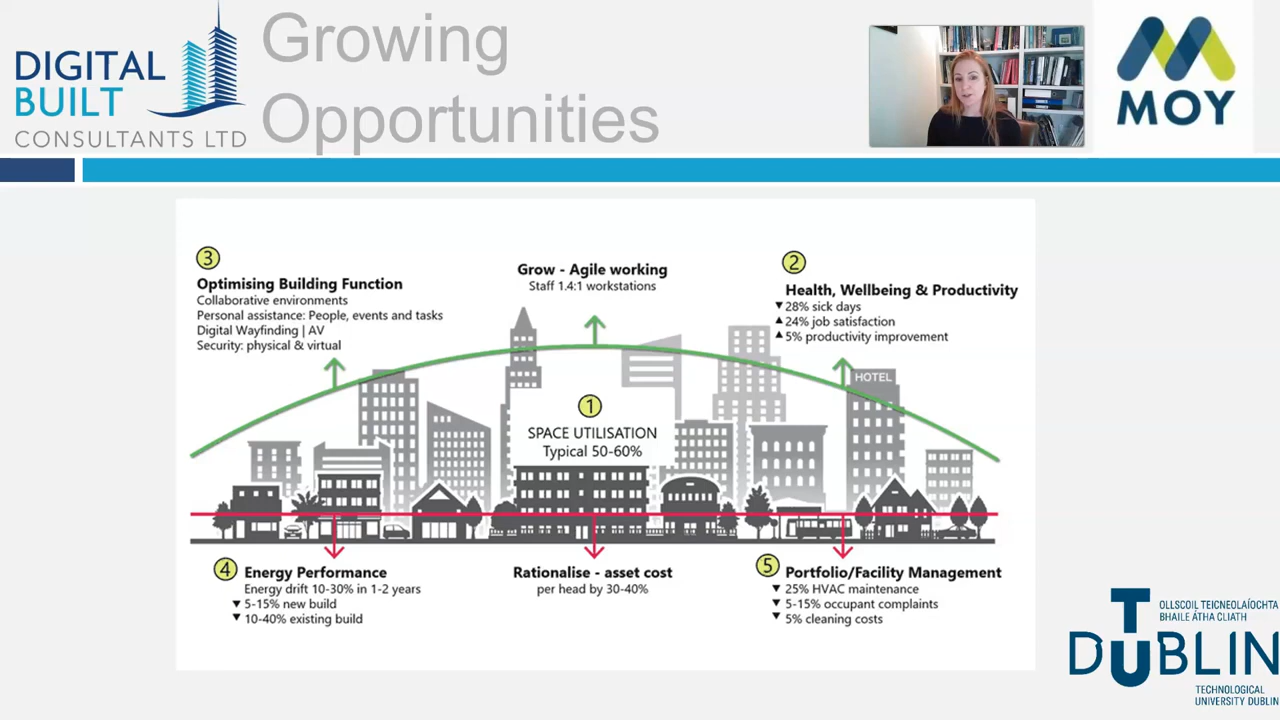 DIGITAL
BUILT
CONSULTANTS LTD
Growing
Opportunities
MOY
3
Optimising Building Function
Collaborative environments
Personal assistance: People, events and tasks
Digital Wayfinding | AV
Security: physical & virtual
Grow - Agile working
Staff 1.4:1 workstations
2
Health, Wellbeing & Productivity
▼ 28% sick days
▲ 24% job satisfaction
▲ 5% productivity improvement
HOTEL
1
SPACE UTILISATION
Typical 50-60%
4
Energy Performance
Energy drift 10-30% in 1-2 years
▼ 5-15% new build
▼ 10-40% existing build
Rationalise - asset cost
per head by 30-40%
5
Portfolio/Facility Management
▼ 25% HVAC maintenance
▼ 5-15% occupant complaints
▼ 5% cleaning costs
OLLSCOIL TEICNEOLAÍOCHTA
BHAILE ÁTHA CLIATH
TU DUBLIN
TECHNOLOGICAL
UNIVERSITY DUBLIN